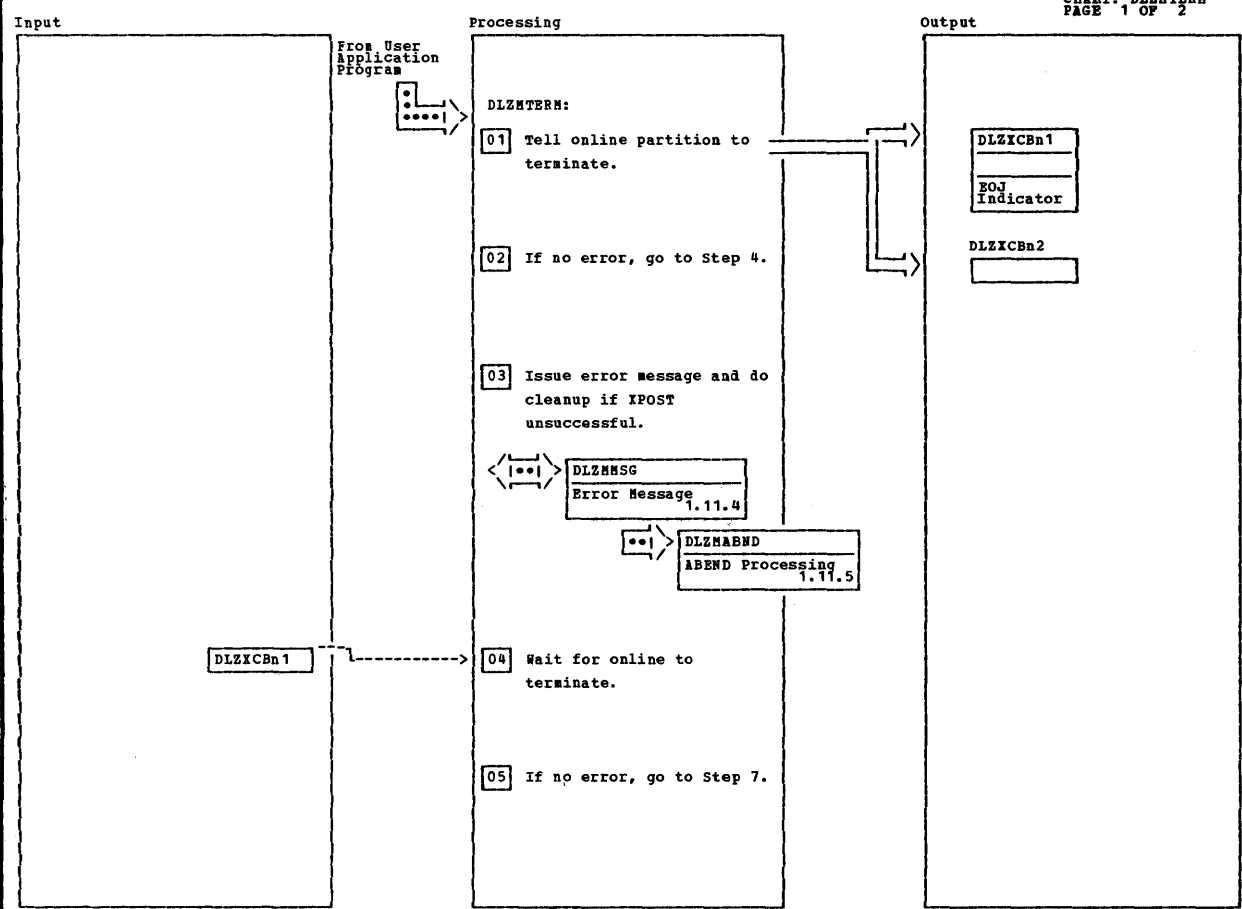 PAGE 1 OF 2
Input
Processing
Output
From User
Application
Program
DLZMTERM:
01 Tell online partition to
terminate.
DLZXCBn1
EOJ
Indicator
02 If no error, go to Step 4.
DLZXCBn2
03 Issue error message and do
cleanup if XPOST
unsuccessful.
DLZMMSG
Error Message
1.11.4
DLZMABND
ABEND Processing
1.11.5
DLZXCBn1
04 Wait for online to
terminate.
05 If no error, go to Step 7.